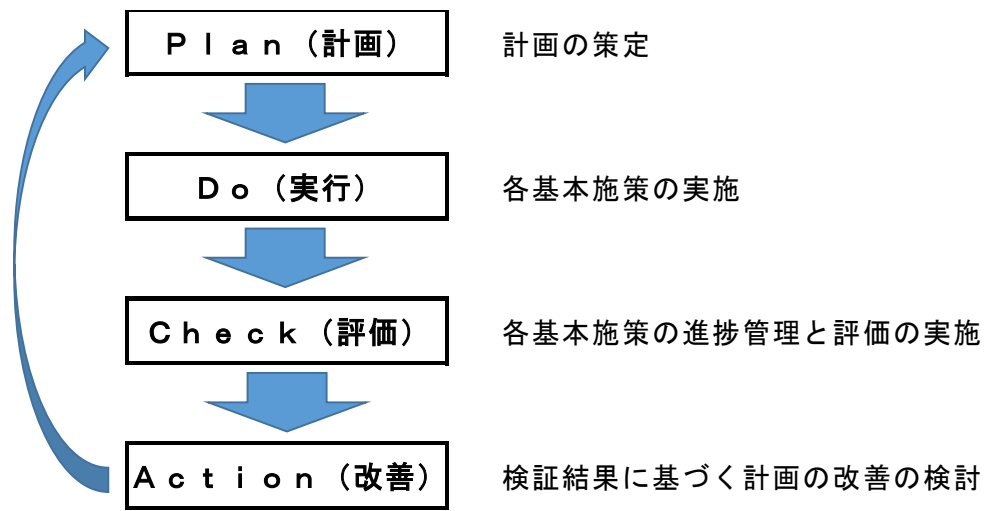 Ｐｌａｎ（計画）　計画の策定
Ｄｏ（実行）　各基本施策の実施
Ｃｈｅｃｋ（評価）　各基本施策の進捗管理と評価の実施
Ａｃｔｉｏｎ（改善）　検証結果に基づく計画の改善の検討